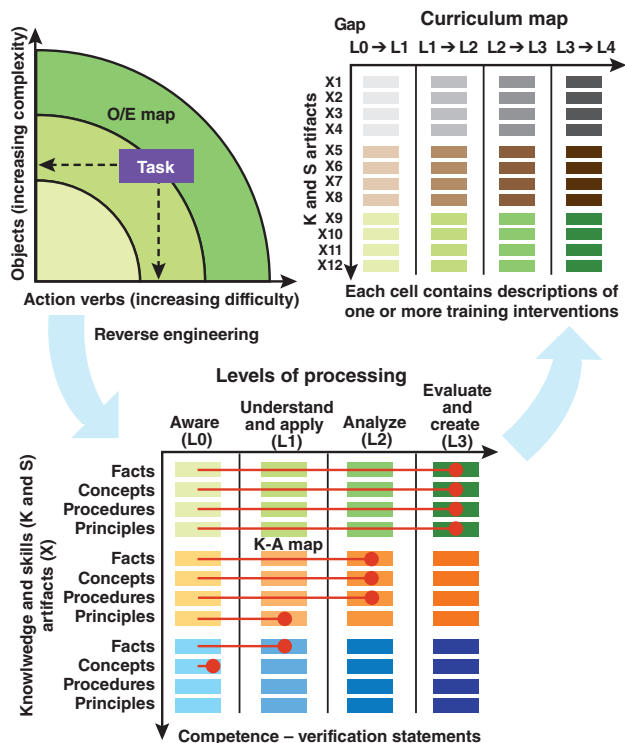 Objects (increasing complexity)
O/E map
Task
Action verbs (increasing difficulty)
Reverse engineering
Curriculum map
Gap
L0 → L1 L1 → L2 L2 → L3 L3 → L4
K and S artifacts
X1
X2
X3
X4
X5
X6
X7
X8
X9
X10
X11
X12
Each cell contains descriptions of
one or more training interventions
Levels of processing
Aware
(L0)
Understand
and apply
(L1)
Analyze
(L2)
Evaluate
and
create
(L3)
Knowlwedge and skills (K and S)
artifacts (X)
Facts
Concepts
Procedures
Principles
K-A map
Facts
Concepts
Procedures
Principles
Facts
Concepts
Procedures
Principles
Competence – verification statements